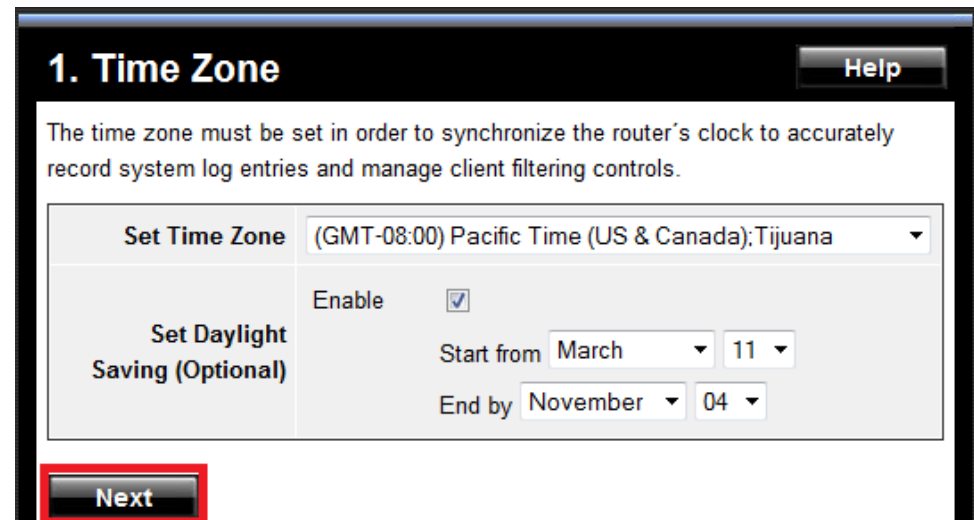 1. Time Zone
Help
The time zone must be set in order to synchronize the router´s clock to accurately
record system log entries and manage client filtering controls.
Set Time Zone
(GMT-08:00) Pacific Time (US & Canada);Tijuana
Set Daylight
Saving (Optional)
Enable
Start from March 11
End by November 04
Next